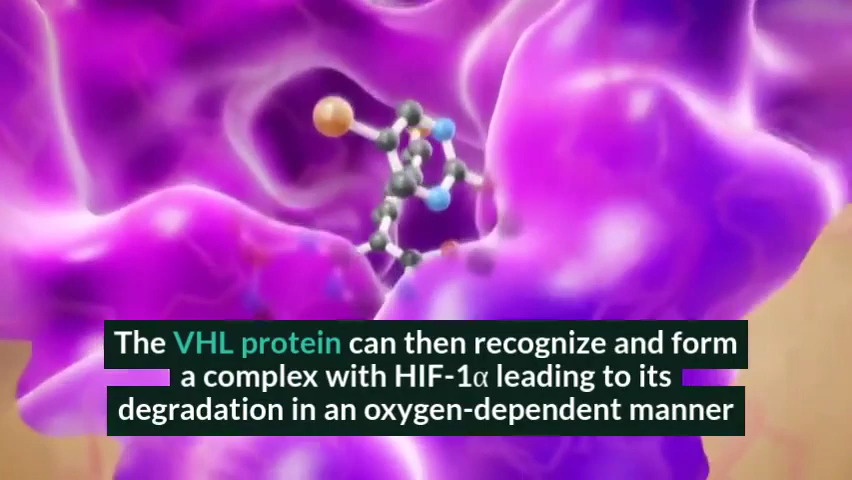 The VHL protein can then recognize and form
a complex with HIF-1α leading to its
degradation in an oxygen-dependent manner